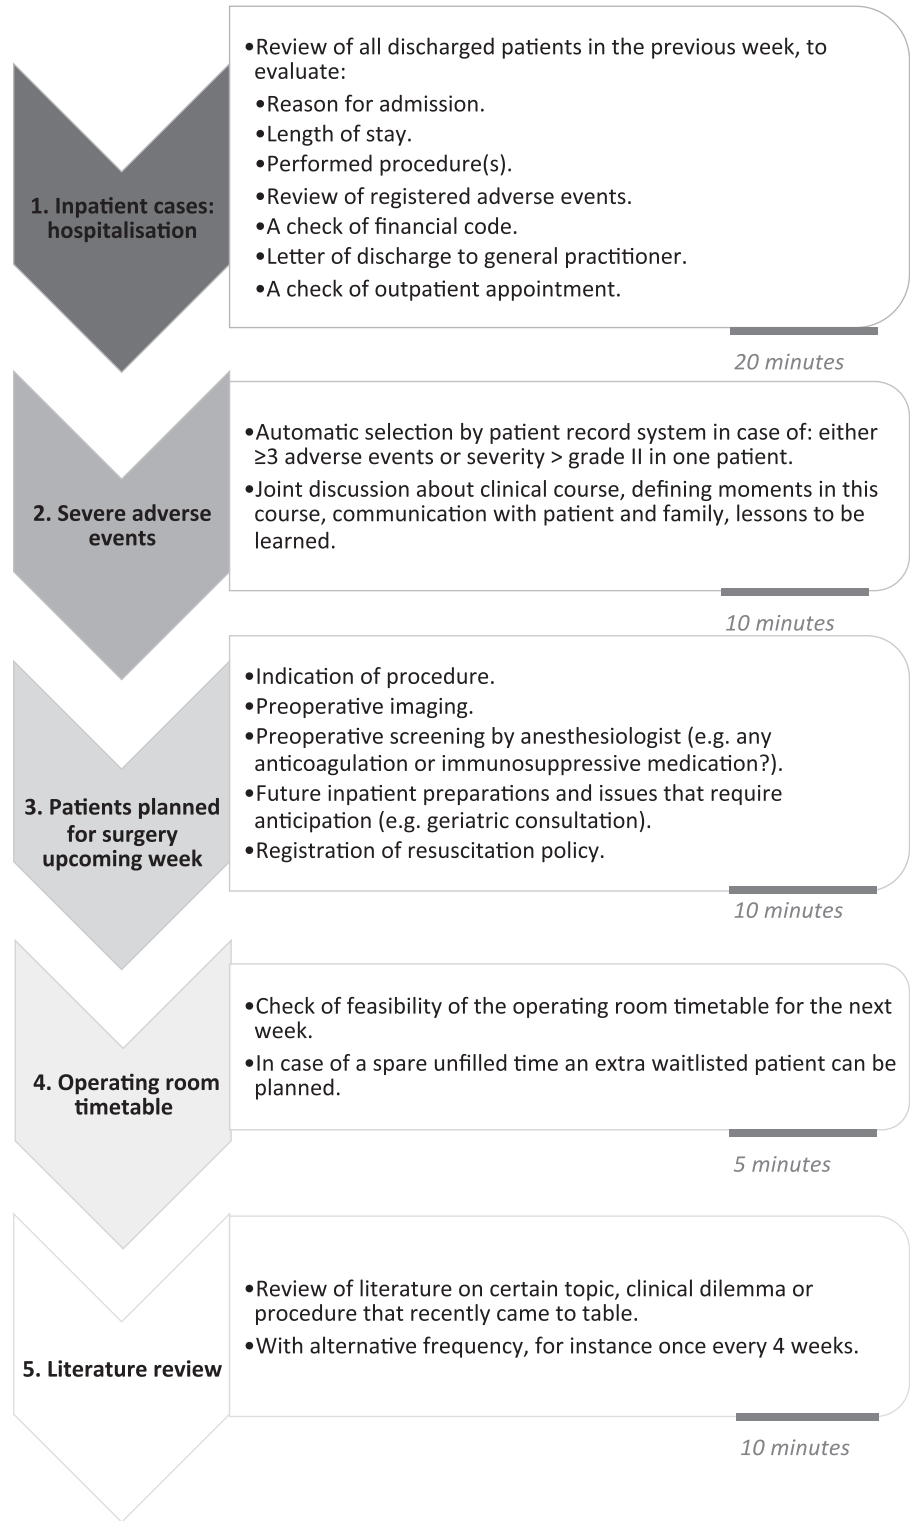 1. Inpatient cases:
hospitalisation
•Review of all discharged patients in the previous week, to
evaluate:
•Reason for admission.
•Length of stay.
•Performed procedure(s).
•Review of registered adverse events.
•A check of financial code.
•Letter of discharge to general practitioner.
•A check of outpatient appointment.
20 minutes
2. Severe adverse
events
•Automatic selection by patient record system in case of: either
≥3 adverse events or severity > grade II in one patient.
•Joint discussion about clinical course, defining moments in this
course, communication with patient and family, lessons to be
learned.
10 minutes
3. Patients planned
for surgery
upcoming week
•Indication of procedure.
•Preoperative imaging.
•Preoperative screening by anesthesiologist (e.g. any
anticoagulation or immunosuppressive medication?).
•Future inpatient preparations and issues that require
anticipation (e.g. geriatric consultation).
•Registration of resuscitation policy.
10 minutes
4. Operating room
timetable
•Check of feasibility of the operating room timetable for the next
week.
•In case of a spare unfilled time an extra waitlisted patient can be
planned.
5 minutes
5. Literature review
•Review of literature on certain topic, clinical dilemma or
procedure that recently came to table.
•With alternative frequency, for instance once every 4 weeks.
10 minutes